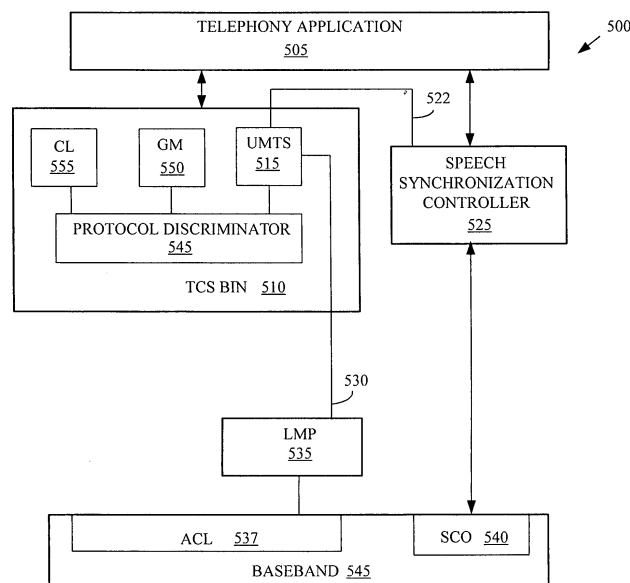 TELEPHONY APPLICATION
505
500
522
CL
555
GM
550
UMTS
515
SPEECH
SYNCHRONIZATION
CONTROLLER
525
PROTOCOL DISCRIMINATOR
545
TCS BIN 510
530
LMP
535
ACL 537
SCO 540
BASEBAND 545